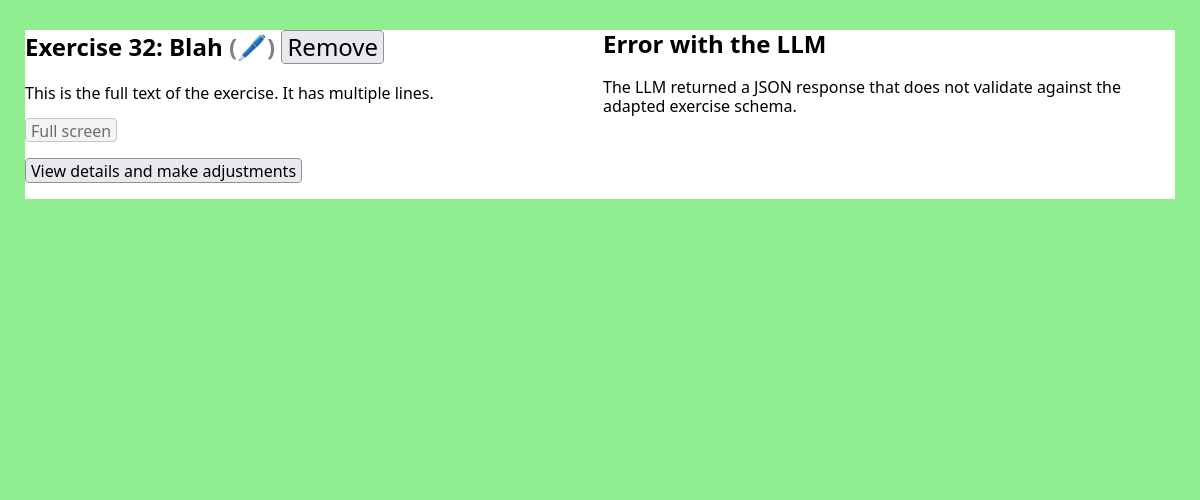 Exercise 32: Blah (🖊️) Remove
This is the full text of the exercise. It has multiple lines.
Full screen
View details and make adjustments
Error with the LLM
The LLM returned a JSON response that does not validate against the
adapted exercise schema.